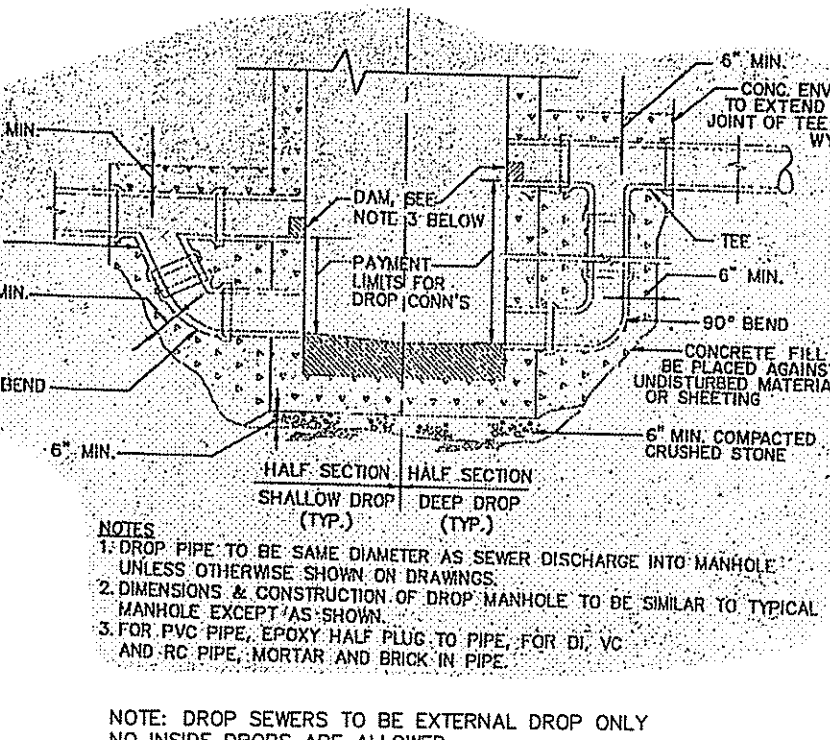 6" MIN.
CONC. ENV
TO EXTEND
JOINT OF TEE
WY
MIN
DAM, SEE
NOTE 3 BELOW
TEE
PAYMENT
LIMITS FOR
DROP CONN'S
6" MIN.
MIN.
90° BEND
BEND
CONCRETE FILL
BE PLACED AGAINS
UNDISTURBED MATERIA
OR SHEETING
6" MIN.
6" MIN. COMPACTED
CRUSHED STONE
HALF SECTION
SHALLOW DROP
(TYP.)
HALF SECTION
DEEP DROP
(TYP.)
NOTES
1. DROP PIPE TO BE SAME DIAMETER AS SEWER DISCHARGE INTO MANHOLE
UNLESS OTHERWISE SHOWN ON DRAWINGS.
2. DIMENSIONS & CONSTRUCTION OF DROP MANHOLE TO BE SIMILAR TO TYPICAL
MANHOLE EXCEPT AS SHOWN.
3. FOR PVC PIPE, EPOXY HALF PLUG TO PIPE, FOR DI, VC
AND RC PIPE, MORTAR AND BRICK IN PIPE.
NOTE: DROP SEWERS TO BE EXTERNAL DROP ONLY
NO INSIDE DROPS ARE ALLOWED